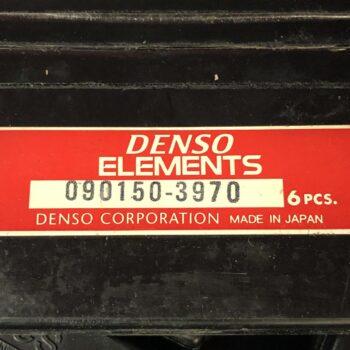 DENSO
ELEMENTS
090150-3970 6 PCS.
DENSO CORPORATION MADE IN JAPAN